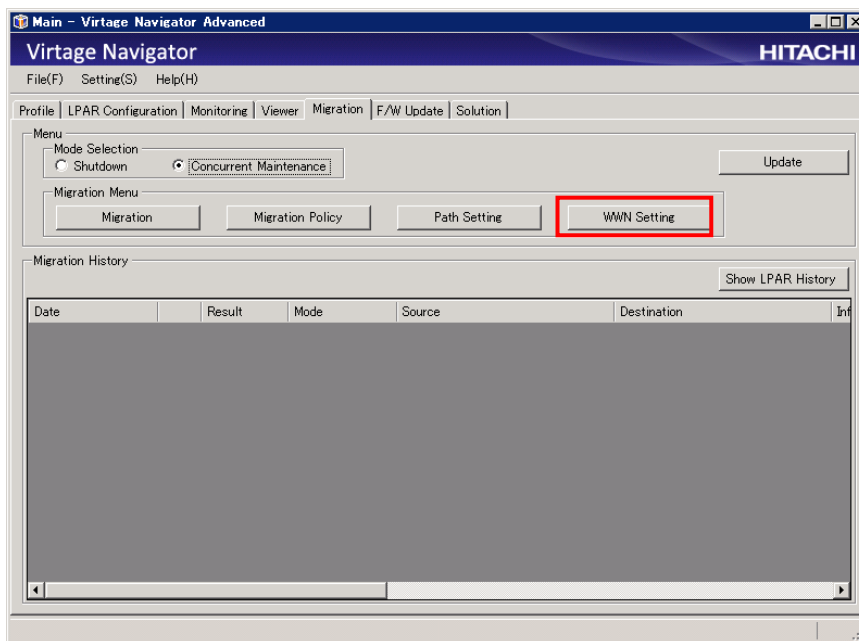 Main - Virtage Navigator Advanced
Virtage Navigator HITACHI
File(F) Setting(S) Help(H)
Profile LPAR Configuration Monitoring Viewer Migration F/W Update Solution
Menu
Mode Selection
Shutdown Concurrent Maintenance Update
Migration Menu
Migration Migration Policy Path Setting WWN Setting
Migration History
Show LPAR History
Date Result Mode Source Destination Inf